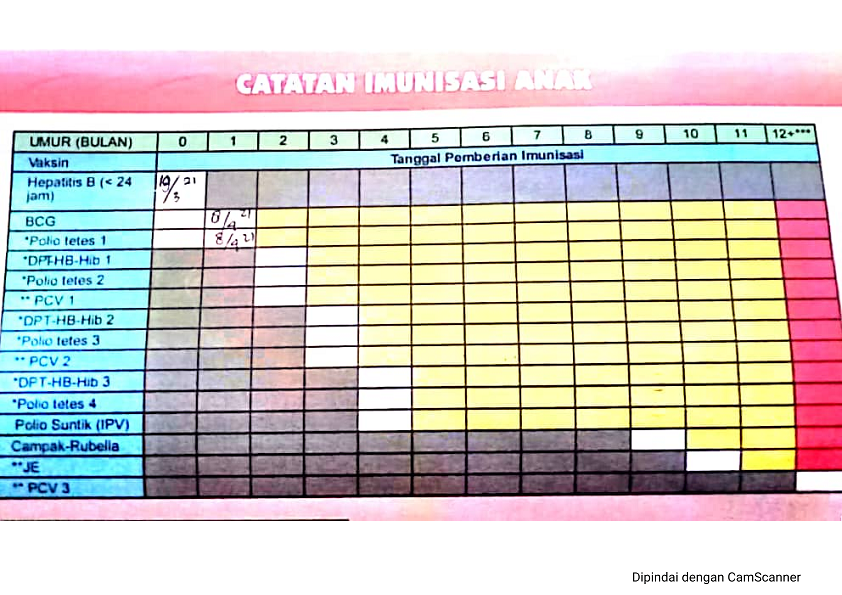 CATATAN IMUNISASI ANAK
UMUR (BULAN) 0 1 2 3 4 5 6 7 8 9 10 11 12+***
Vaksin Tanggal Pemberian Imunisasi
Hepatitis B (< 24 jam) 19/3 21
BCG 8/4 21
*Polio tetes 1 8/4 21
*DPT-HB-Hib 1
*Polio tetes 2
** PCV 1
*DPT-HB-Hib 2
*Polio tetes 3
** PCV 2
*DPT-HB-Hib 3
*Polio tetes 4
Polio Suntik (IPV)
Campak-Rubella
**JE
** PCV 3
Dipindai dengan CamScanner